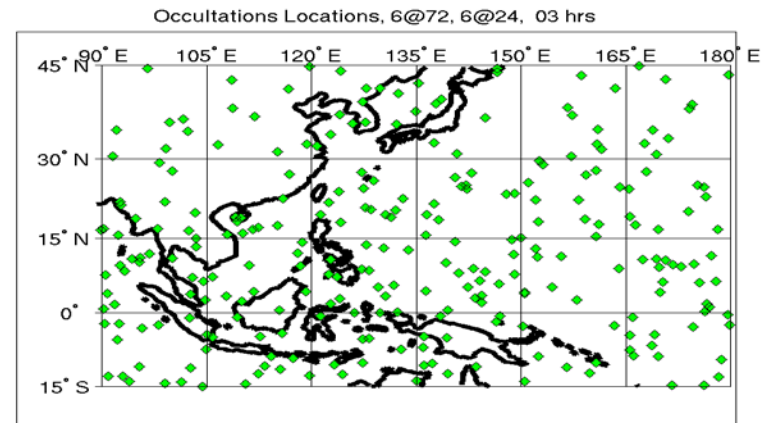 Occultations Locations, 6@72, 6@24, 03 hrs
90° E 105° E 120° E 135° E 150° E 165° E 180° E
45° N
30° N
15° N
0°
15° S